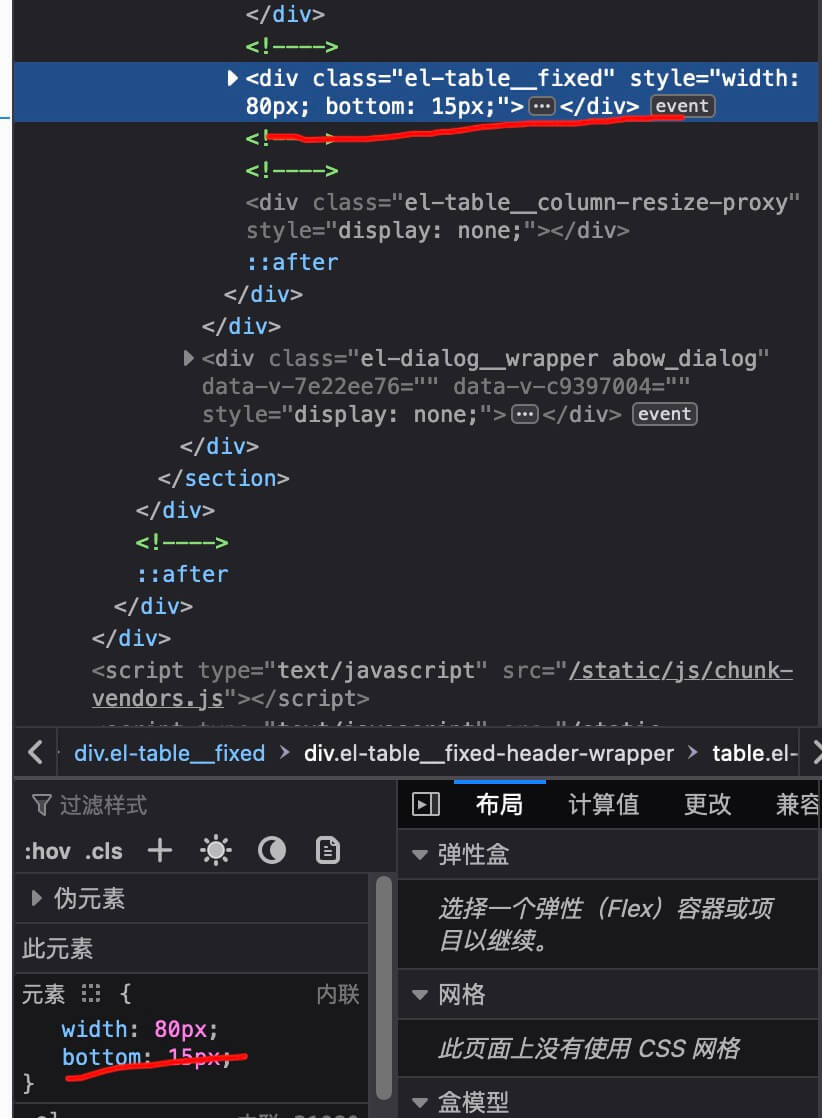 </div>
<!---->
<div class="el-table__fixed" style="width:
80px; bottom: 15px;">⋯</div> event
<!---->
<!---->
<div class="el-table__column-resize-proxy"
style="display: none;"></div>
::after
</div>
</div>
<div class="el-dialog__wrapper abow_dialog"
data-v-7e22ee76="" data-v-c9397004=""
style="display: none;">⋯</div> event
</div>
</section>
</div>
<!---->
::after
</div>
</div>
<script type="text/javascript" src="/static/js/chunk-
vendors.js"></script>
div.el-table__fixed > div.el-table__fixed-header-wrapper > table.el-
过滤样式
:hov .cls
伪元素
此元素
元素 { 内联
width: 80px;
bottom: 15px;
}
布局 计算值 更改 兼容
弹性盒
选择一个弹性（Flex）容器或项
目以继续。
网格
此页面上没有使用 CSS 网格
盒模型